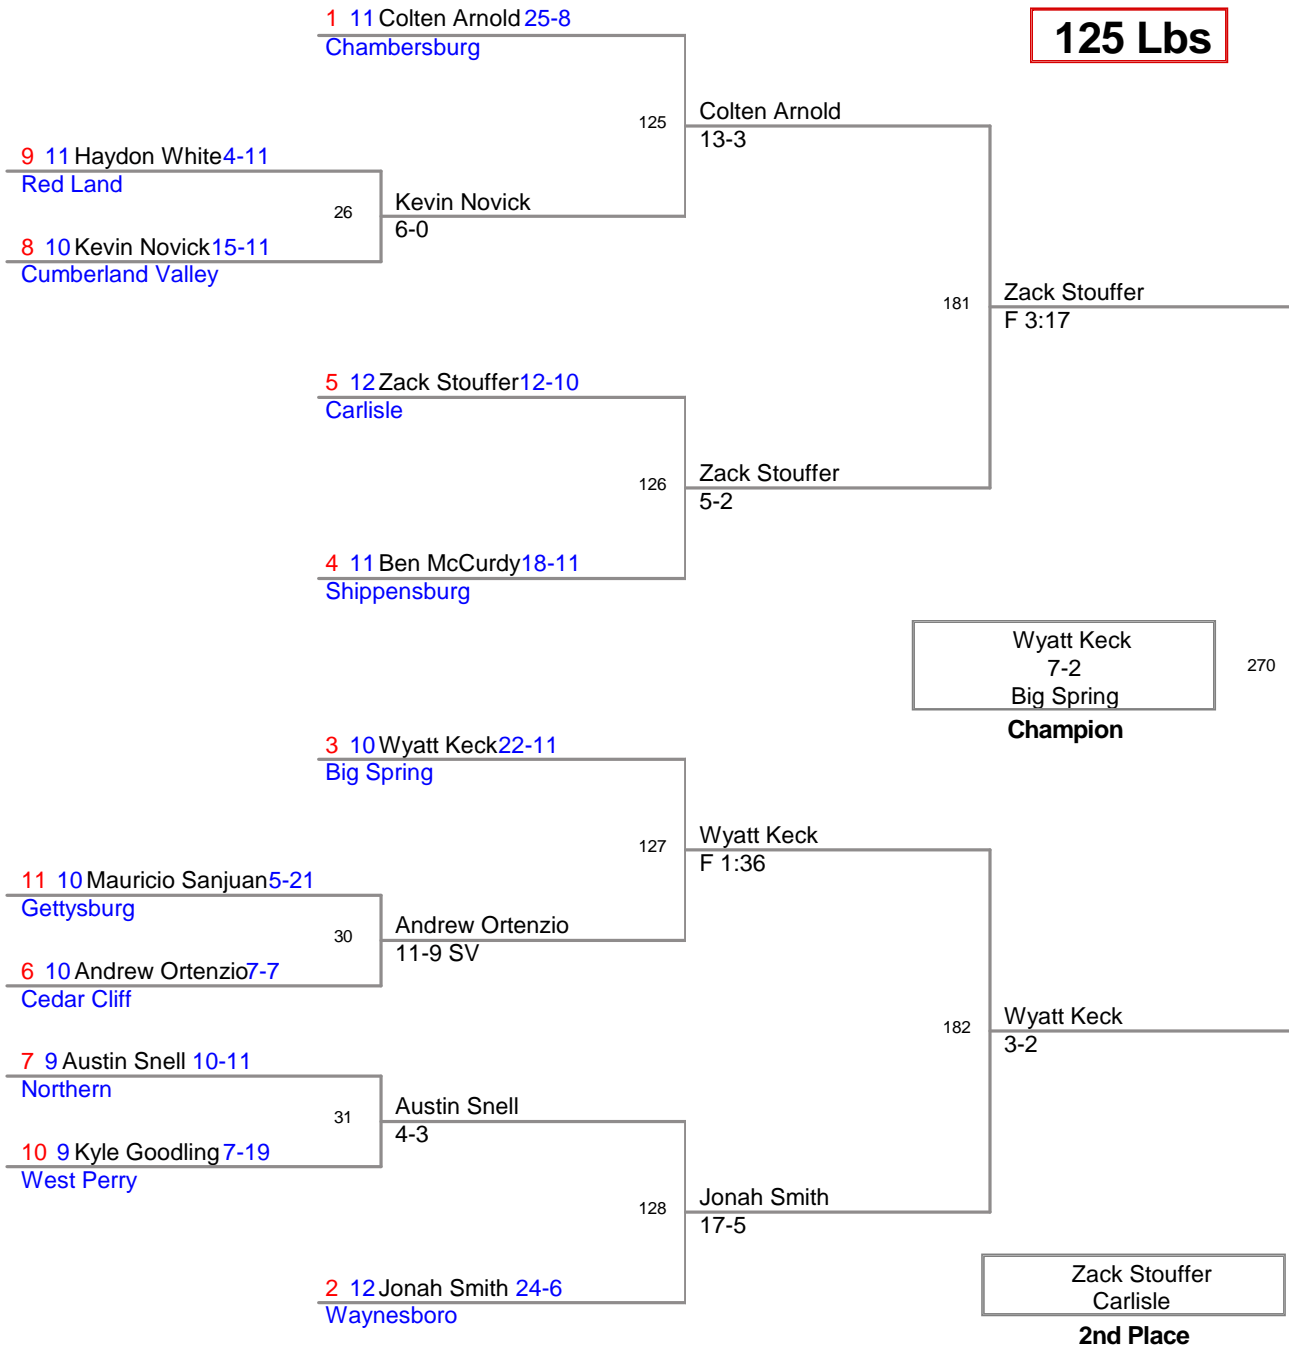 1 11 Colten Arnold 25-8
Chambersburg
125 Lbs
125
Colten Arnold
13-3
9 11 Haydon White 4-11
Red Land
26
Kevin Novick
6-0
8 10 Kevin Novick 15-11
Cumberland Valley
181
Zack Stouffer
F 3:17
5 12 Zack Stouffer 12-10
Carlisle
126
Zack Stouffer
5-2
4 11 Ben McCurdy 18-11
Shippensburg
Wyatt Keck
7-2
Big Spring
270
Champion
3 10 Wyatt Keck 22-11
Big Spring
127
Wyatt Keck
F 1:36
11 10 Mauricio Sanjuan 5-21
Gettysburg
30
Andrew Ortenzio
11-9 SV
6 10 Andrew Ortenzio 7-7
Cedar Cliff
182
Wyatt Keck
3-2
7 9 Austin Snell 10-11
Northern
31
Austin Snell
4-3
10 9 Kyle Goodling 7-19
West Perry
128
Jonah Smith
17-5
2 12 Jonah Smith 24-6
Waynesboro
Zack Stouffer
Carlisle
2nd Place